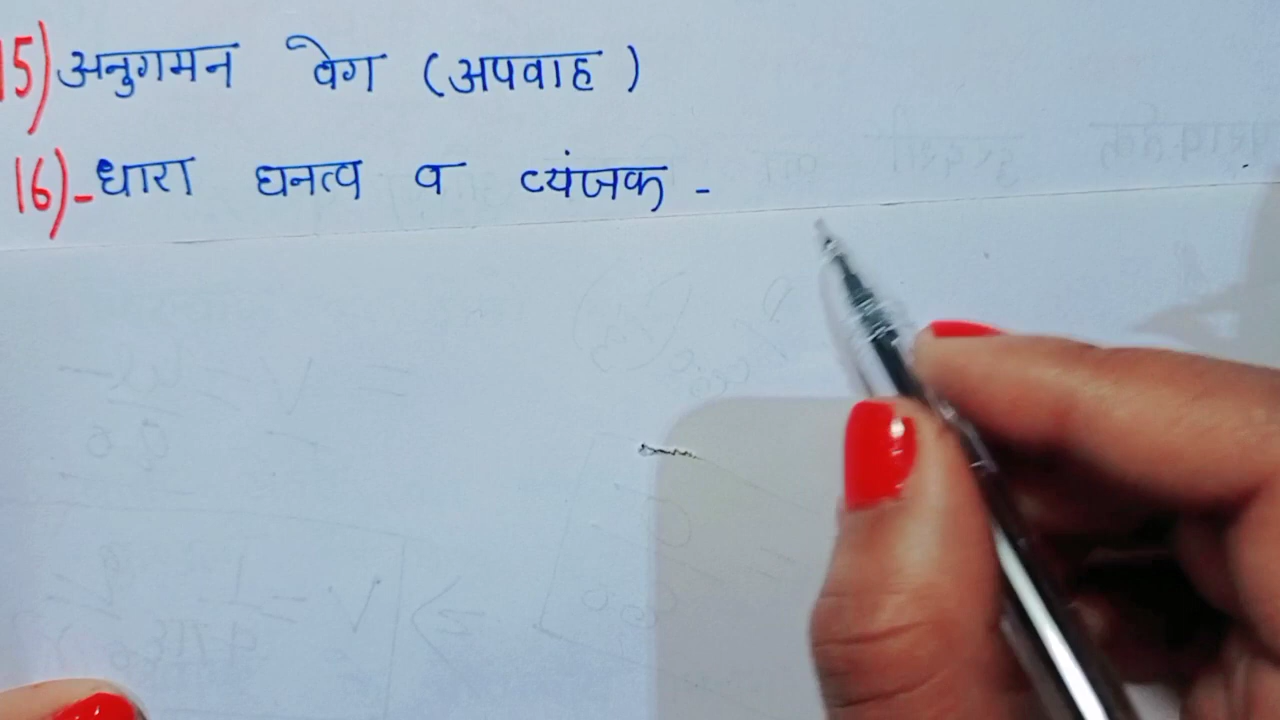 15) अनुगमन वेग (अपवाह)
16)- धारा घनत्व व व्यंजक -